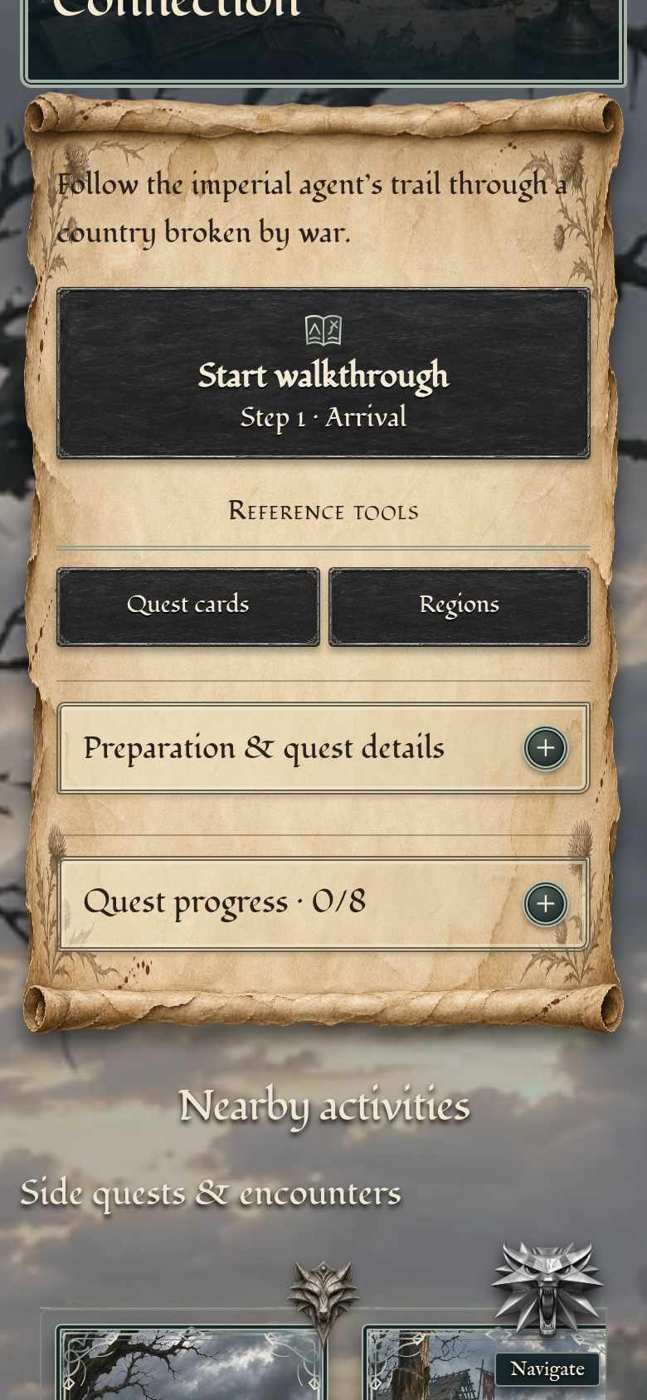 Connection
Follow the imperial agent's trail through a
country broken by war.
Start walkthrough
Step 1 · Arrival
Reference tools
Quest cards
Regions
Preparation & quest details
Quest progress · 0/8
Nearby activities
Side quests & encounters
Navigate